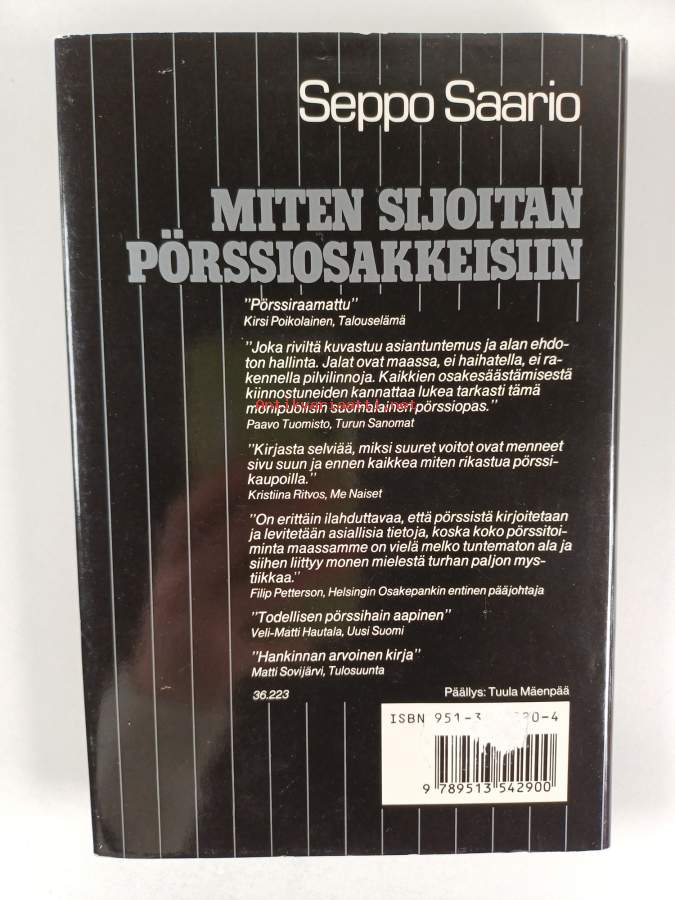 Seppo Saario
MITEN SIJOITAN
PÖRSSIOSAKKEISIIN
"Pörssiraamattu"
Kirsi Poikolainen, Talouselämä
"Joka riviltä kuvastuu asiantuntemus ja alan ehdo-
ton hallinta. Jalat ovat maassa, ei haihatella, ei ra-
kennella pilvilinnoja. Kaikkien osakesäästämisestä
kiinnostuneiden kannattaa lukea tarkasti tämä
monipuolisin suomalainen pörssiopas."
Antikvariaatti.net
Paavo Tuomisto, Turun Sanomat
"Kirjasta selviää, miksi suuret voitot ovat menneet
sivu suun ja ennen kaikkea miten rikastua pörssi-
kaupoilla."
Kristiina Ritvos, Me Naiset
"On erittäin ilahduttavaa, että pörssistä kirjoitetaan
ja levitetään asiallisia tietoja, koska koko pörssitoi-
minta maassamme on vielä melko tuntematon ala ja
siihen liittyy monen mielestä turhan paljon mys-
tiikkaa."
Filip Petterson, Helsingin Osakepankin entinen pääjohtaja
"Todellisen pörssihain aapinen"
Veli-Matti Hautala, Uusi Suomi
"Hankinnan arvoinen kirja"
Matti Sovijärvi, Tulosuunta
36.223 Päällys: Tuula Mäenpää
ISBN 951-3 0-4
9 789513 542900